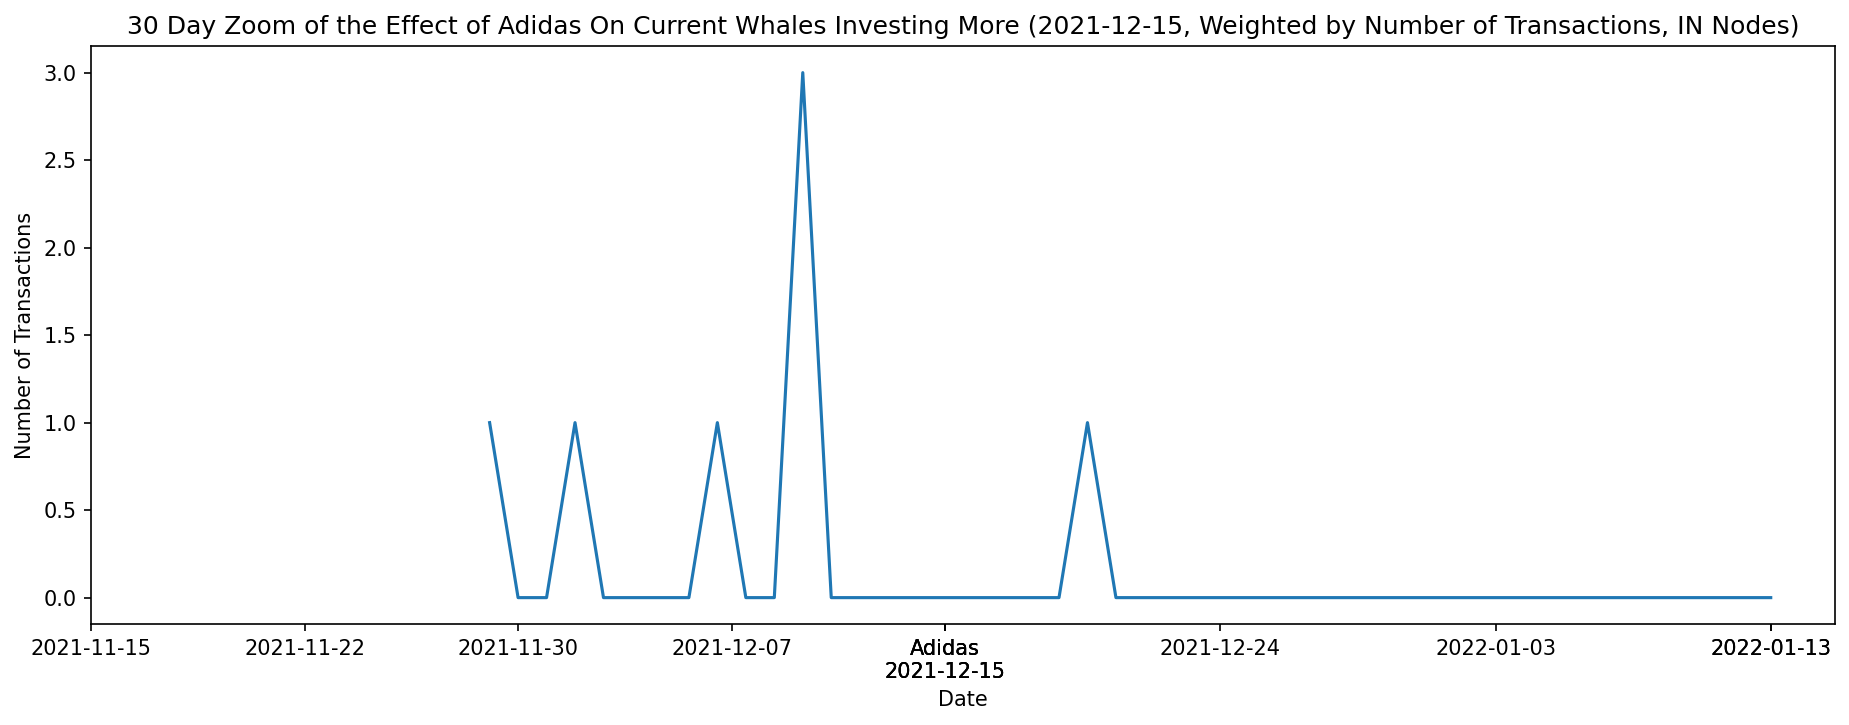 30 Day Zoom of the Effect of Adidas On Current Whales Investing More (2021-12-15, Weighted by Number of Transactions, IN Nodes)
Number of Transactions
3.0
2.5
2.0
1.5
1.0
0.5
0.0
2021-11-15 2021-11-22 2021-11-30 2021-12-07 Adidas 2021-12-24 2022-01-03 2022-01-13
2021-12-15
Date